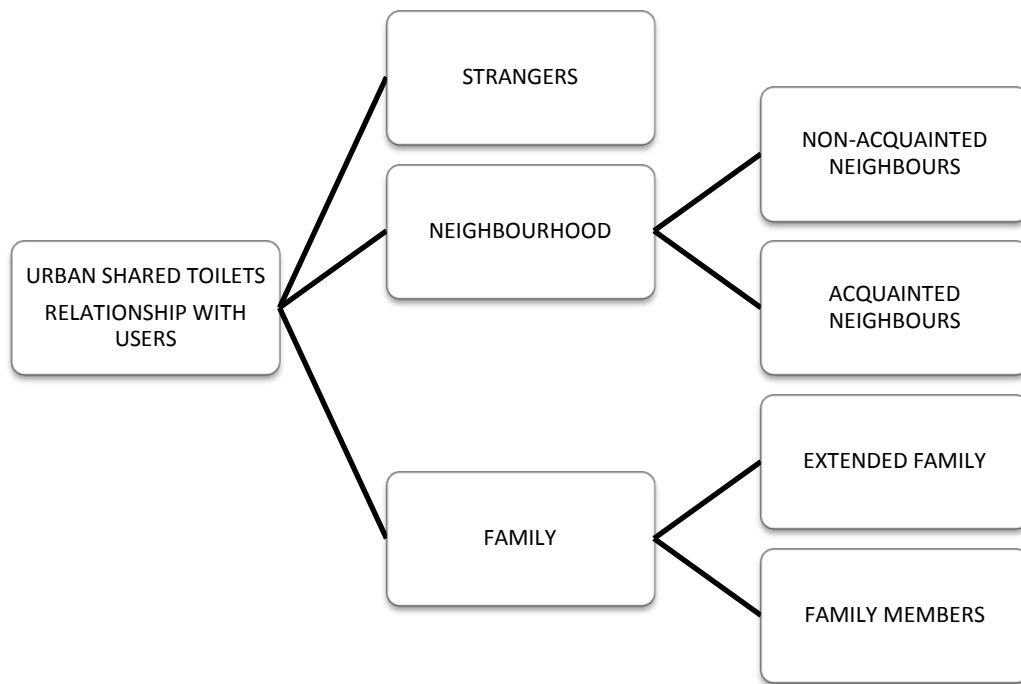 STRANGERS
NON-ACQUAINTED
NEIGHBOURS
NEIGHBOURHOOD
URBAN SHARED TOILETS
RELATIONSHIP WITH
USERS
ACQUAINTED
NEIGHBOURS
EXTENDED FAMILY
FAMILY
FAMILY MEMBERS